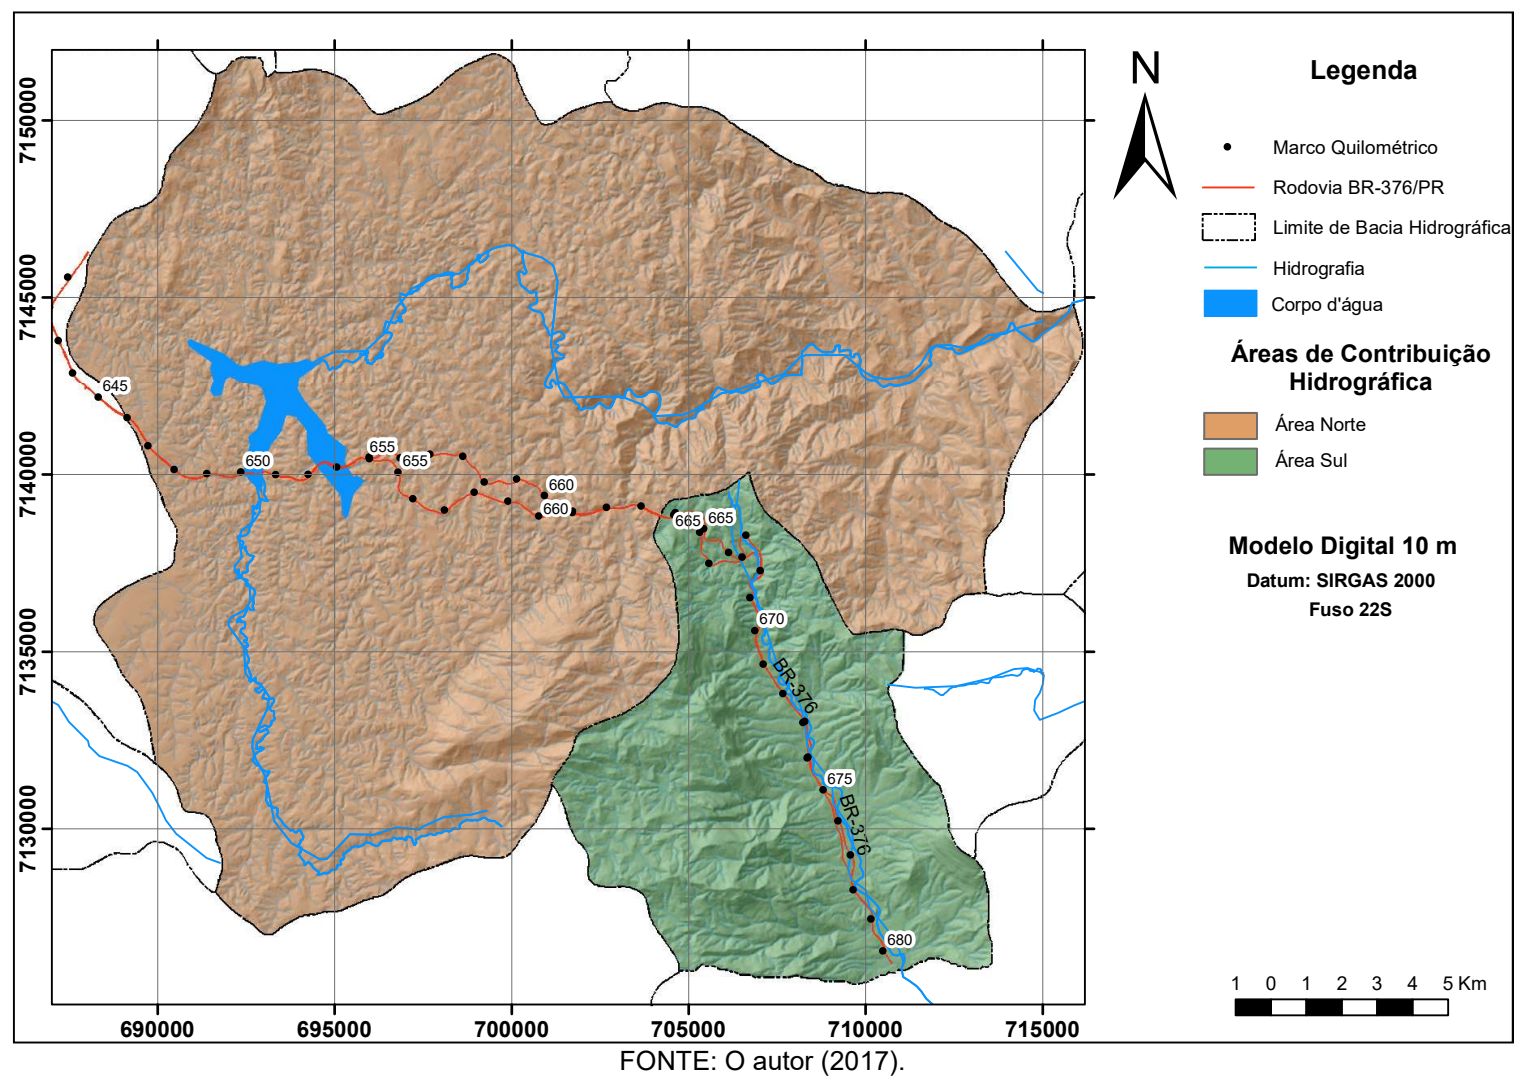 7150000
7145000
7140000
7135000
7130000
690000
695000
700000
705000
710000
715000
645
650
655
655
660
660
665
665
670
BR-376
675
BR-376
680
N
Legenda
Marco Quilométrico
Rodovia BR-376/PR
Limite de Bacia Hidrográfica
Hidrografia
Corpo d'água
Áreas de Contribuição
Hidrográfica
Área Norte
Área Sul
Modelo Digital 10 m
Datum: SIRGAS 2000
Fuso 22S
1 0 1 2 3 4 5 Km
FONTE: O autor (2017).